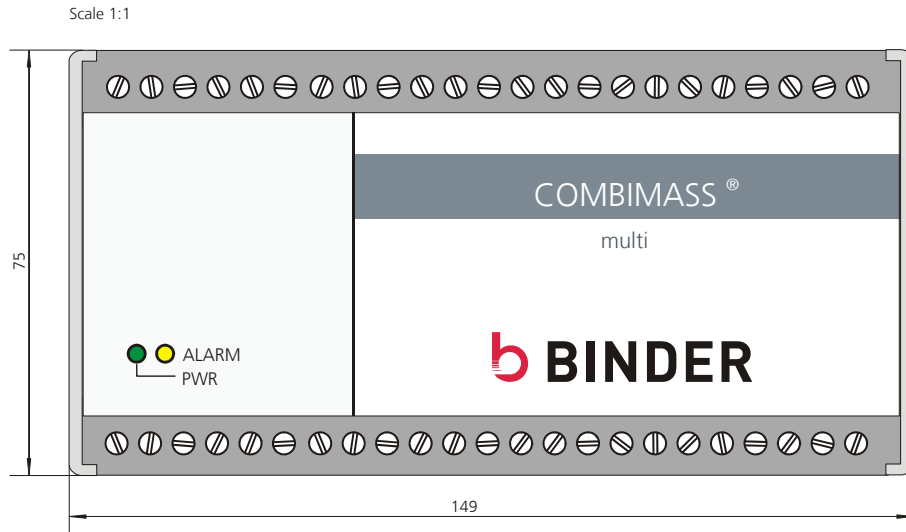 Scale 1:1
COMBIMASS ®
multi
75
ALARM
PWR
b BINDER
149